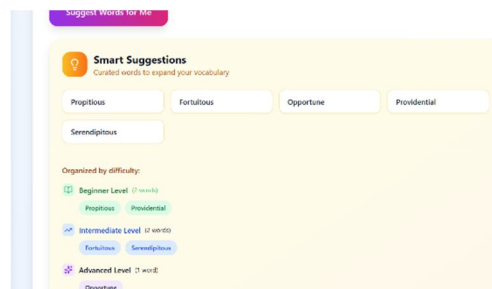 Suggest Words for Me
Smart Suggestions
Curated words to expand your vocabulary
Propitious Fortuitous Opportune Providential
Serendipitous
Organized by difficulty:
Beginner Level (2 words)
Propitious Providential
Intermediate Level (2 words)
Fortuitous Serendipitous
Advanced Level (1 word)
Opportune